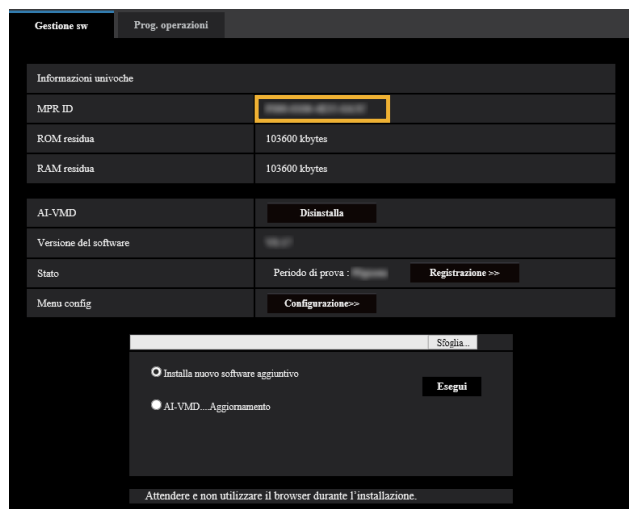 Gestione sw Prog. operazioni
Informazioni univoche
MPR ID
ROM residua 103600 kbytes
RAM residua 103600 kbytes
AI-VMD Disinstalla
Versione del software
Stato Periodo di prova : Registrazione >>
Menu config Configurazione>>
Sfoglia...
Installa nuovo software aggiuntivo
Esegui
AI-VMD....Aggiornamento
Attendere e non utilizzare il browser durante l'installazione.